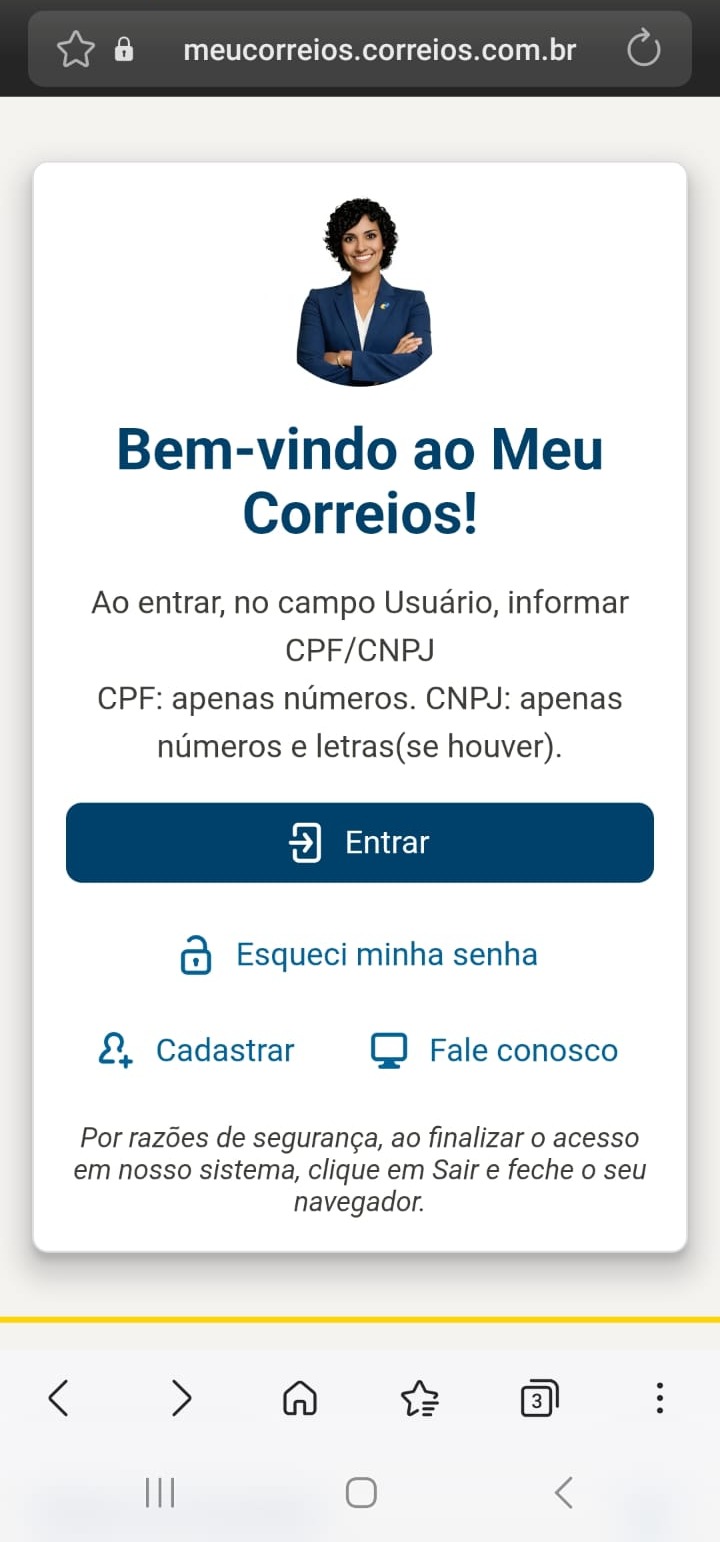 meucorreios.correios.com.br
Bem-vindo ao Meu
Correios!
Ao entrar, no campo Usuário, informar
CPF/CNPJ
CPF: apenas números. CNPJ: apenas
números e letras(se houver).
Entrar
Esqueci minha senha
Cadastrar
Fale conosco
Por razões de segurança, ao finalizar o acesso
em nosso sistema, clique em Sair e feche o seu
navegador.
3